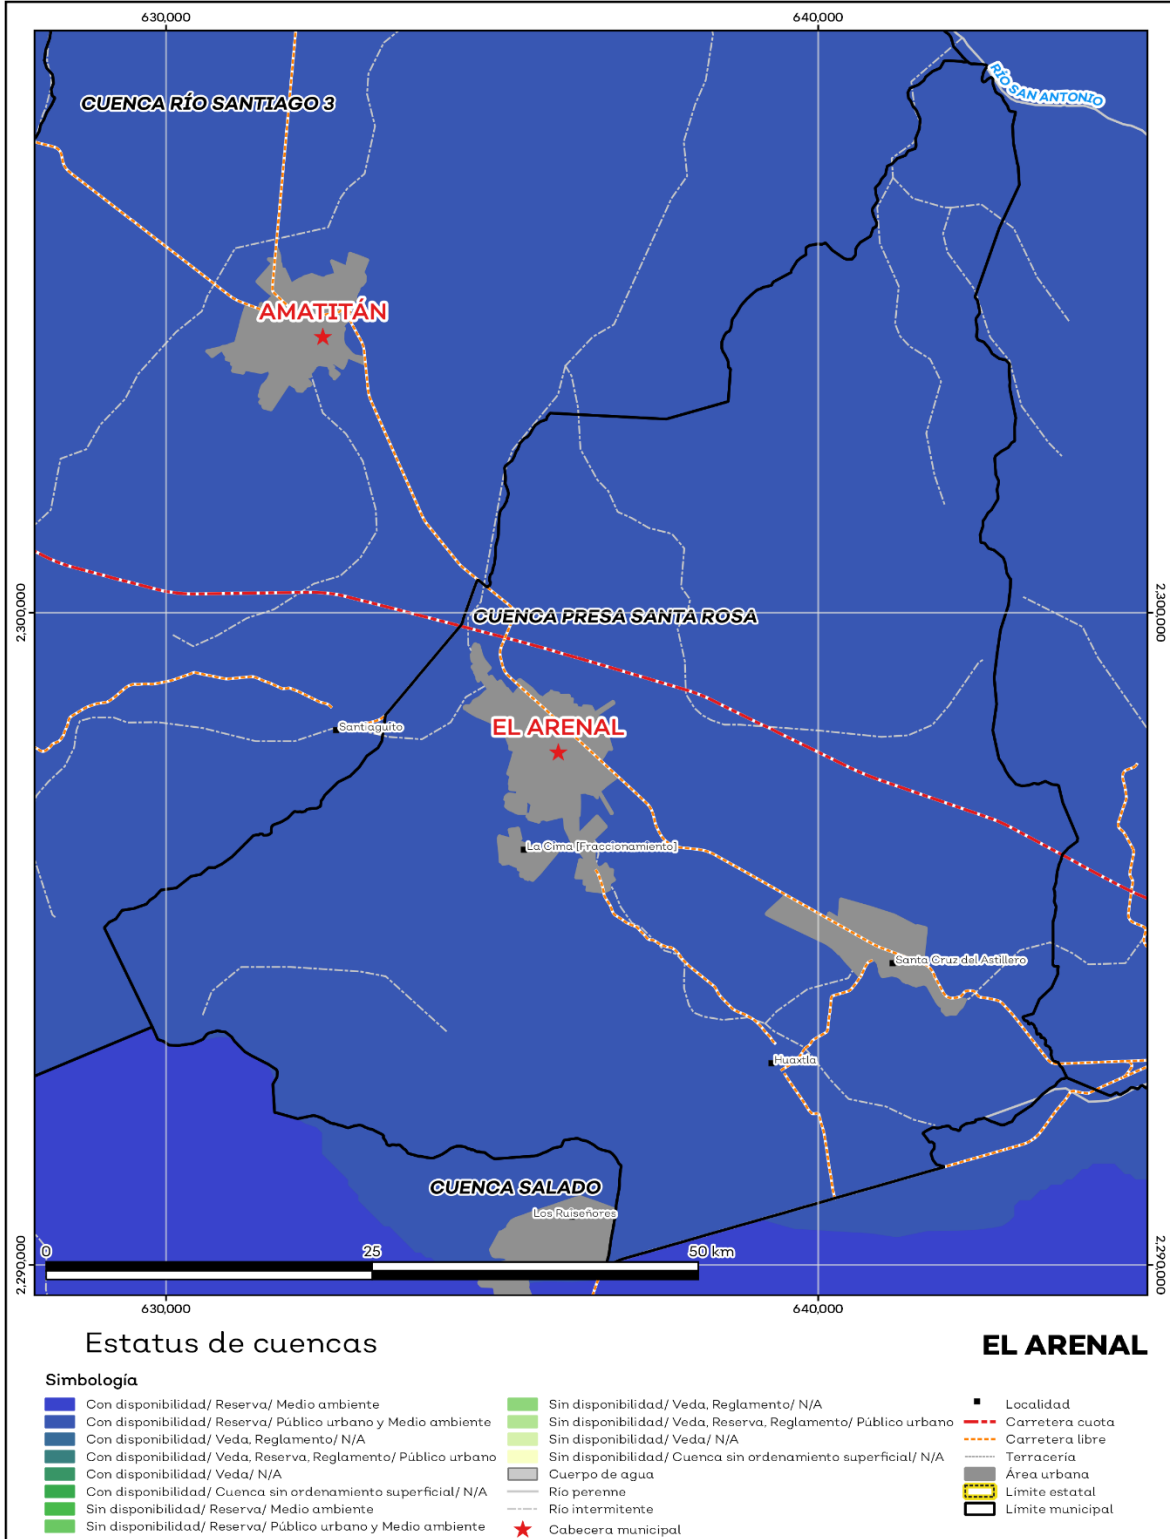 630,000
640,000
RÍO SAN ANTONIO
CUENCA RÍO SANTIAGO 3
AMATITÁN
2,300,000
2,300,000
CUENCA PRESA SANTA ROSA
Santiaguito
EL ARENAL
La Cima [Fraccionamiento]
Santa Cruz del Astillero
Huaxtla
CUENCA SALADO
Los Ruiseñores
0
25
50 km
2,290,000
2,290,000
630,000
640,000
Estatus de cuencas
EL ARENAL
Simbología
Con disponibilidad/ Reserva/ Medio ambiente
Con disponibilidad/ Reserva/ Público urbano y Medio ambiente
Con disponibilidad/ Veda, Reglamento/ N/A
Con disponibilidad/ Veda, Reserva, Reglamento/ Público urbano
Con disponibilidad/ Veda/ N/A
Con disponibilidad/ Cuenca sin ordenamiento superficial/ N/A
Sin disponibilidad/ Reserva/ Medio ambiente
Sin disponibilidad/ Reserva/ Público urbano y Medio ambiente
Sin disponibilidad/ Veda, Reglamento/ N/A
Sin disponibilidad/ Veda, Reserva, Reglamento/ Público urbano
Sin disponibilidad/ Veda/ N/A
Sin disponibilidad/ Cuenca sin ordenamiento superficial/ N/A
Cuerpo de agua
Río perenne
Río intermitente
Cabecera municipal
Localidad
Carretera cuota
Carretera libre
Terracería
Área urbana
Límite estatal
Límite municipal